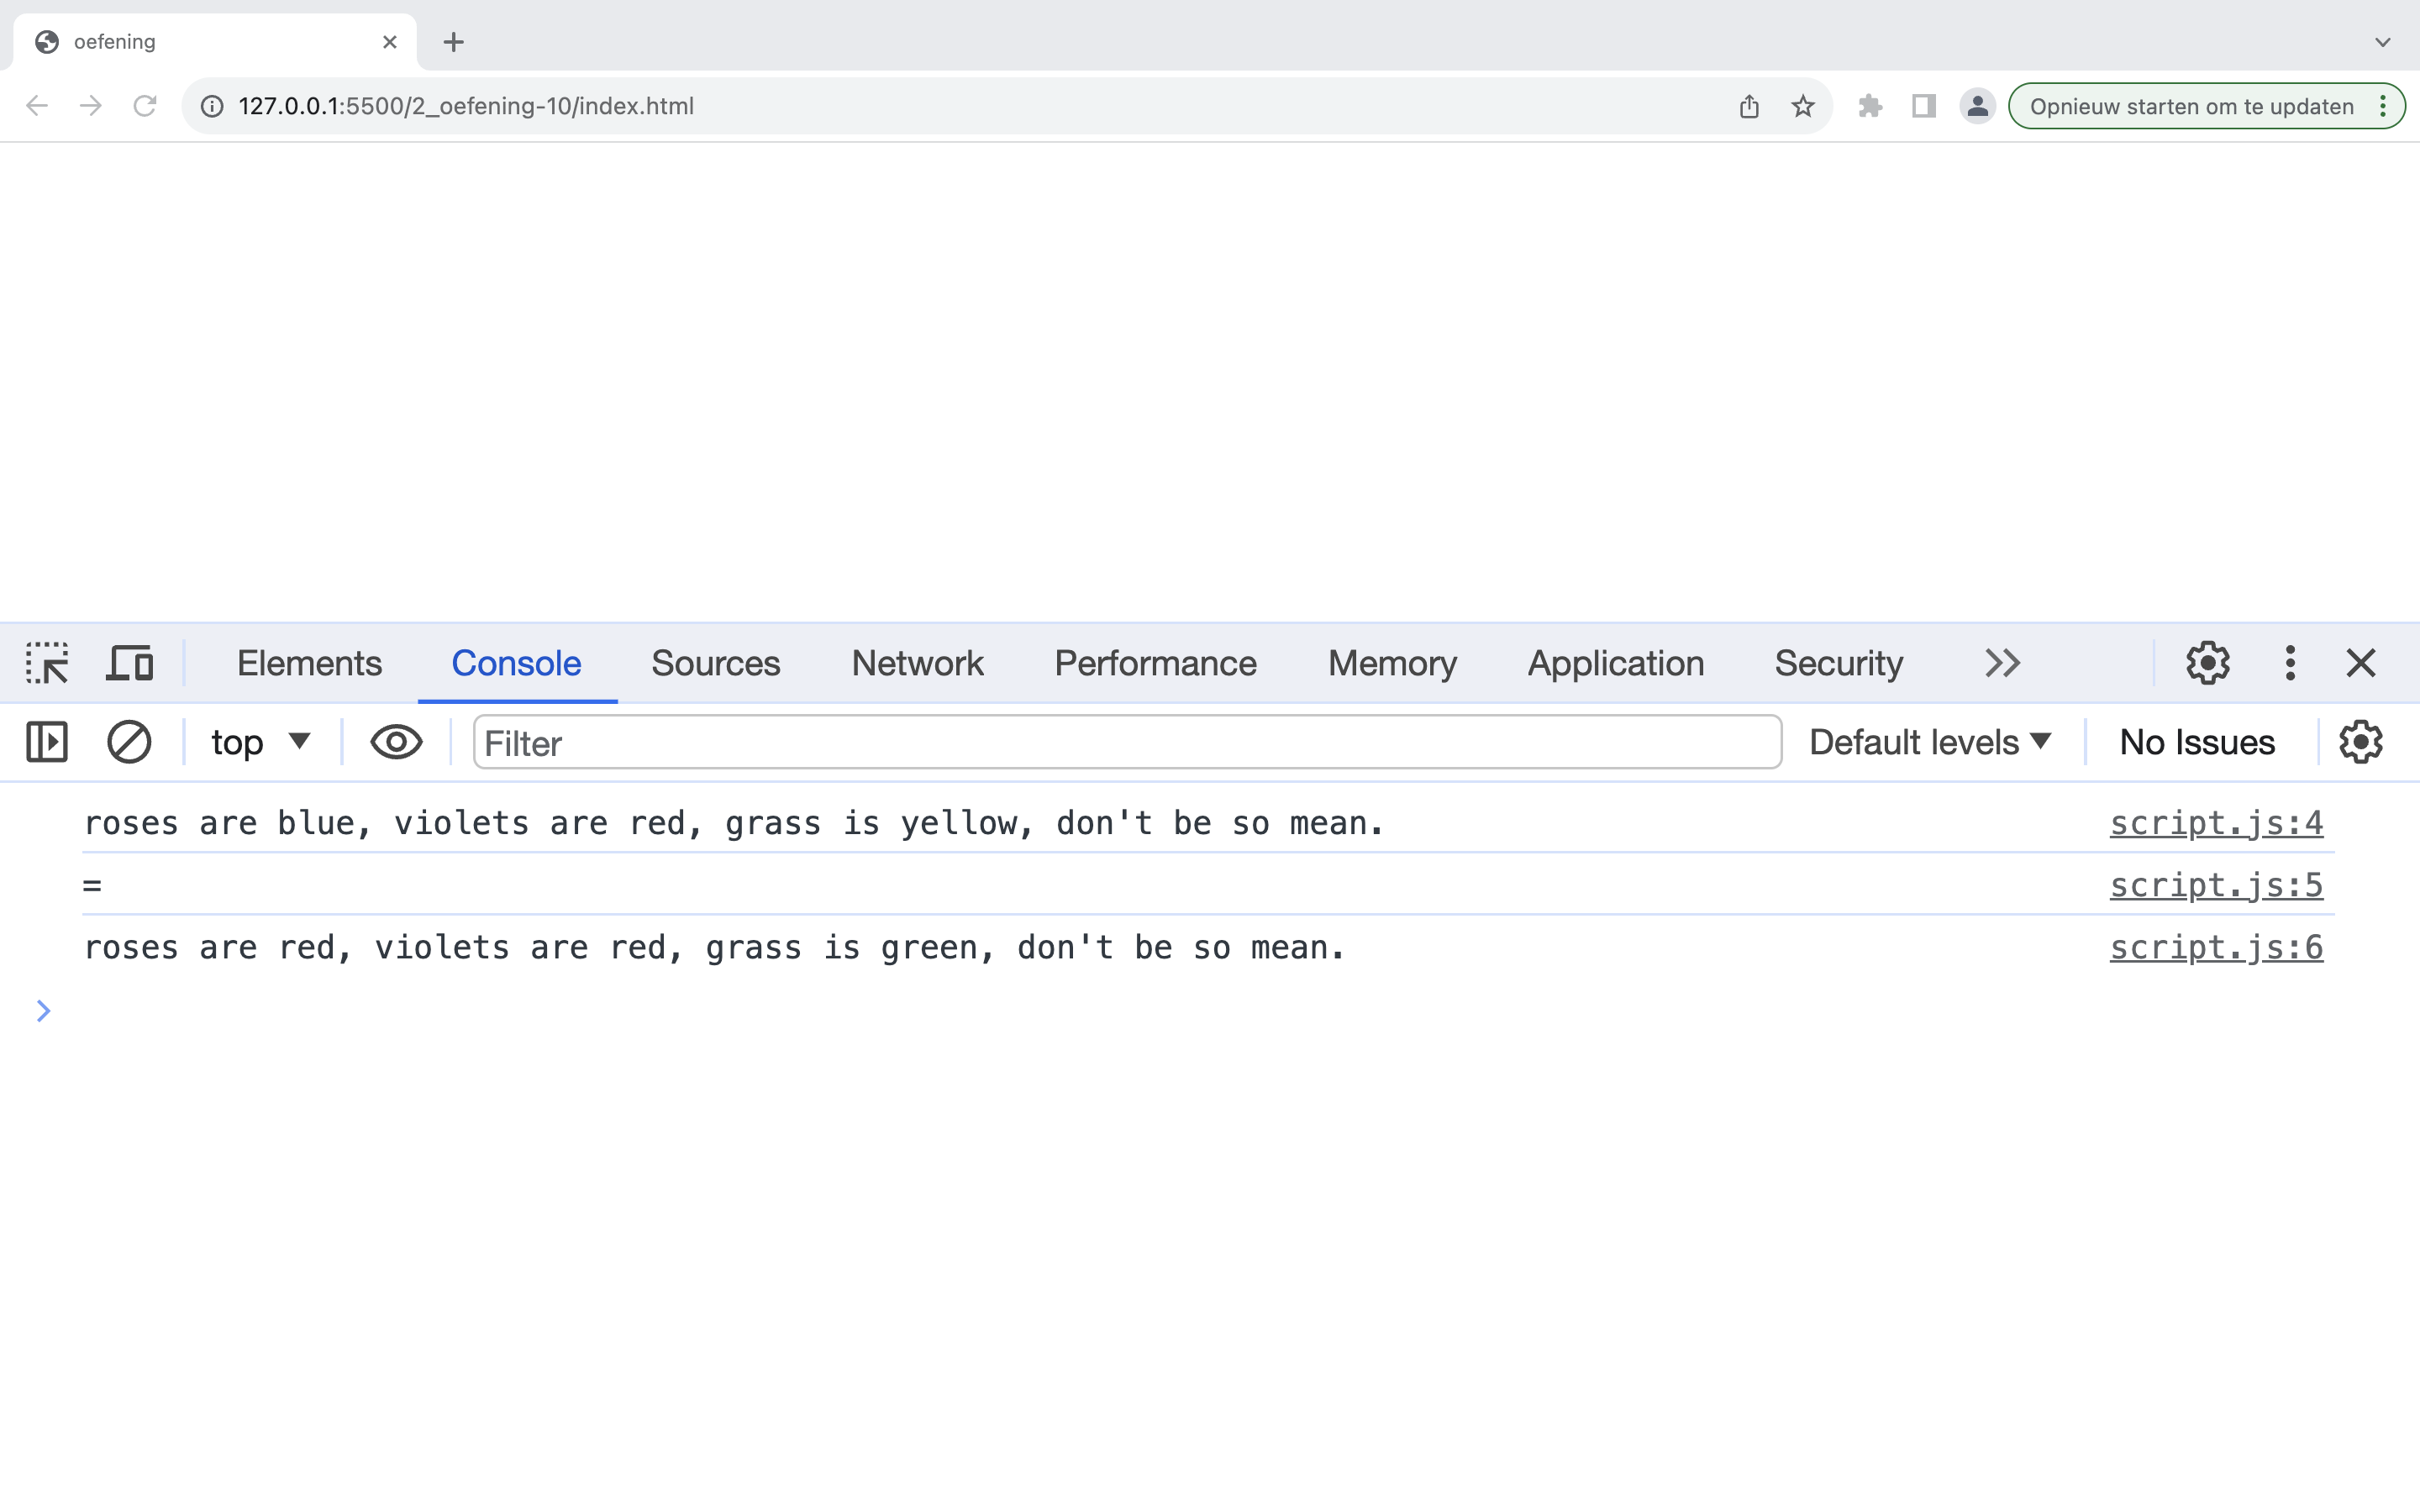 oefening
127.0.0.1:5500/2_oefening-10/index.html
Opnieuw starten om te updaten
Elements Console Sources Network Performance Memory Application Security
top Filter Default levels No Issues
roses are blue, violets are red, grass is yellow, don't be so mean. script.js:4
= script.js:5
roses are red, violets are red, grass is green, don't be so mean. script.js:6